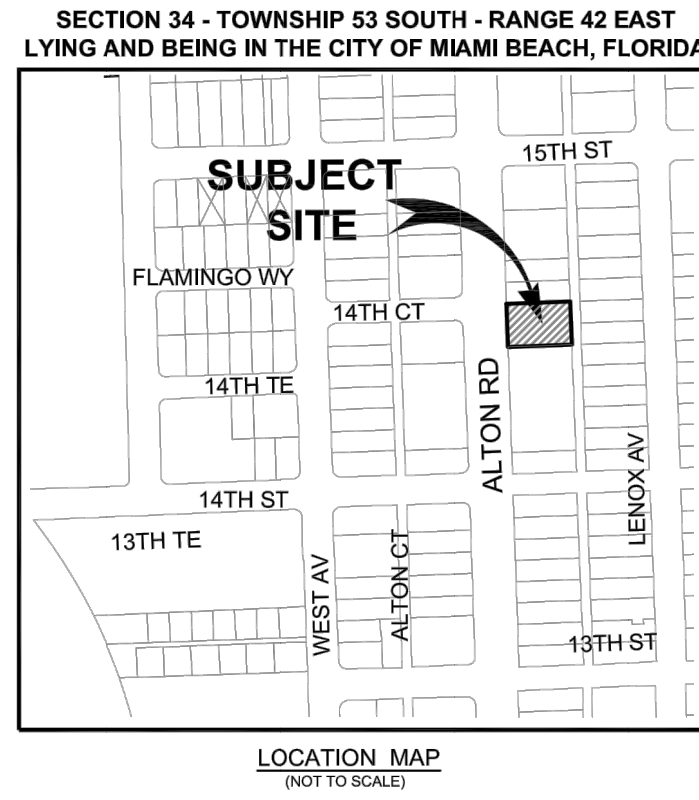 SECTION 34 - TOWNSHIP 53 SOUTH - RANGE 42 EAST
LYING AND BEING IN THE CITY OF MIAMI BEACH, FLORIDA
15TH ST
SUBJECT
SITE
FLAMINGO WY
14TH CT
14TH TE
ALTON RD
LENOX AV
14TH ST
13TH TE
WEST AV
ALTON CT
13TH ST
LOCATION MAP
(NOT TO SCALE)